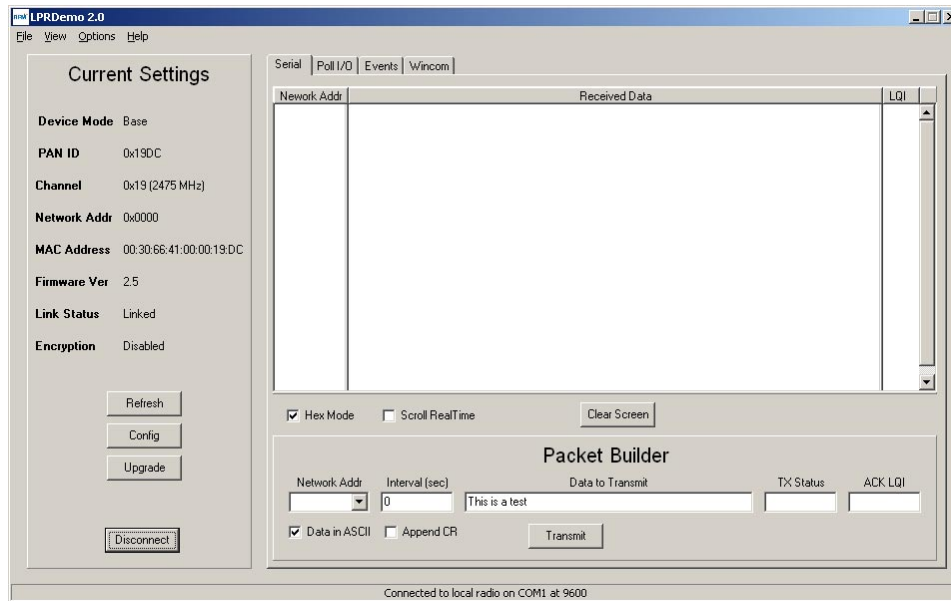 RFM LPRDemo 2.0
File View Options Help
Current Settings
Device Mode Base
PAN ID 0x19DC
Channel 0x19 (2475 MHz)
Network Addr 0x0000
MAC Address 00:30:66:41:00:00:19:DC
Firmware Ver 2.5
Link Status Linked
Encryption Disabled
Refresh
Config
Upgrade
Disconnect
Serial Poll I/O Events Wincom
Nework Addr Received Data LQI
Hex Mode Scroll RealTime Clear Screen
Packet Builder
Network Addr Interval (sec) Data to Transmit TX Status ACK LQI
0 This is a test
Data in ASCII Append CR Transmit
Connected to local radio on COM1 at 9600